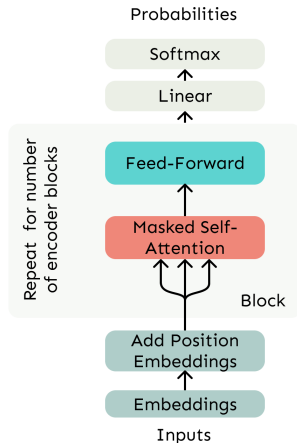 Probabilities
Softmax
Linear
Repeat for number
of encoder blocks
Feed-Forward
Masked Self-
Attention
Block
Add Position
Embeddings
Embeddings
Inputs